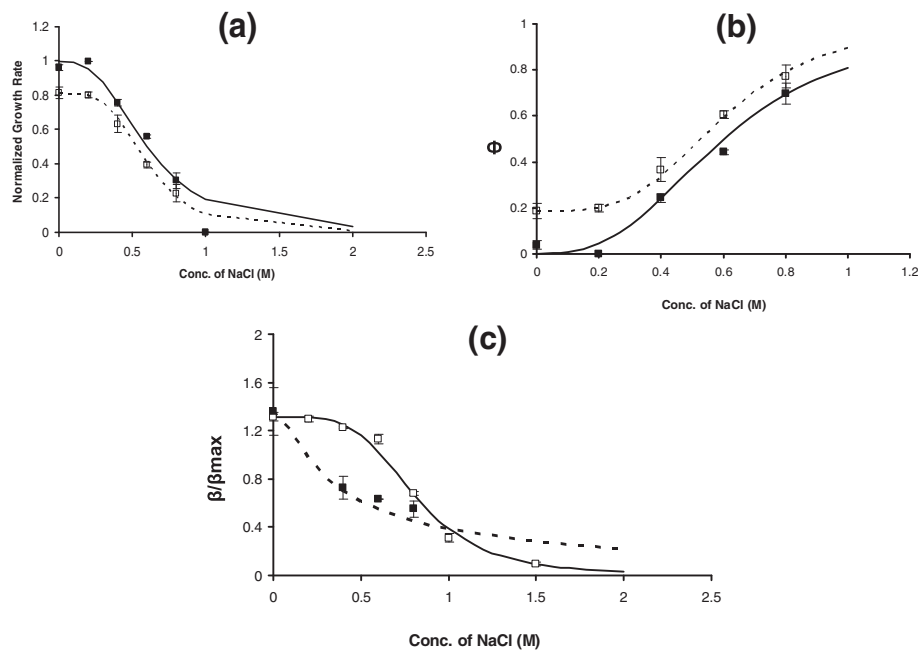 (a)
Normalized Growth Rate
1.2
1
0.8
0.6
0.4
0.2
0
0 0.5 1 1.5 2 2.5
Conc. of NaCl (M)
(b)
Φ
1
0.8
0.6
0.4
0.2
0
0 0.2 0.4 0.6 0.8 1 1.2
Conc. of NaCl (M)
(c)
β/βmax
2
1.6
1.2
0.8
0.4
0
0 0.5 1 1.5 2 2.5
Conc. of NaCl (M)